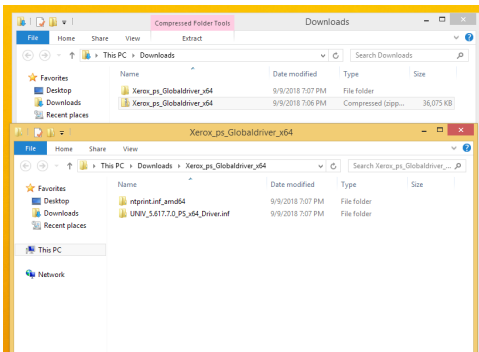 Compressed Folder Tools Downloads
File Home Share View Extract
This PC Downloads Search Downloads
Favorites Name Date modified Type Size
Desktop Xerox_ps_Globaldriver_x64 9/9/2018 7:07 PM File folder
Downloads Xerox_ps_Globaldriver_x64 9/9/2018 7:06 PM Compressed (zipp... 36,075 KB
Recent places
Xerox_ps_Globaldriver_x64
File Home Share View
This PC Downloads Xerox_ps_Globaldriver_x64 Search Xerox_ps_Globaldriver_...
Favorites Name Date modified Type Size
Desktop ntprint.inf_amd64 9/9/2018 7:07 PM File folder
Downloads UNIV_5.617.7.0_PS_x64_Driver.inf 9/9/2018 7:07 PM File folder
Recent places
This PC
Network